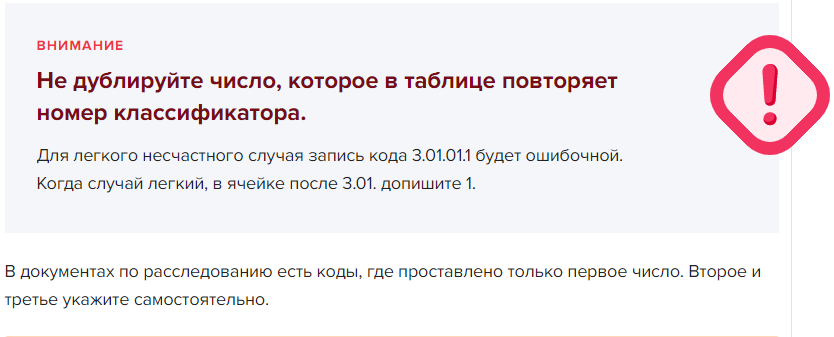 ВНИМАНИЕ
Не дублируйте число, которое в таблице повторяет
номер классификатора.
Для легкого несчастного случая запись кода 3.01.01.1 будет ошибочной.
Когда случай легкий, в ячейке после 3.01. допишите 1.
В документах по расследованию есть коды, где проставлено только первое число. Второе и
третье укажите самостоятельно.